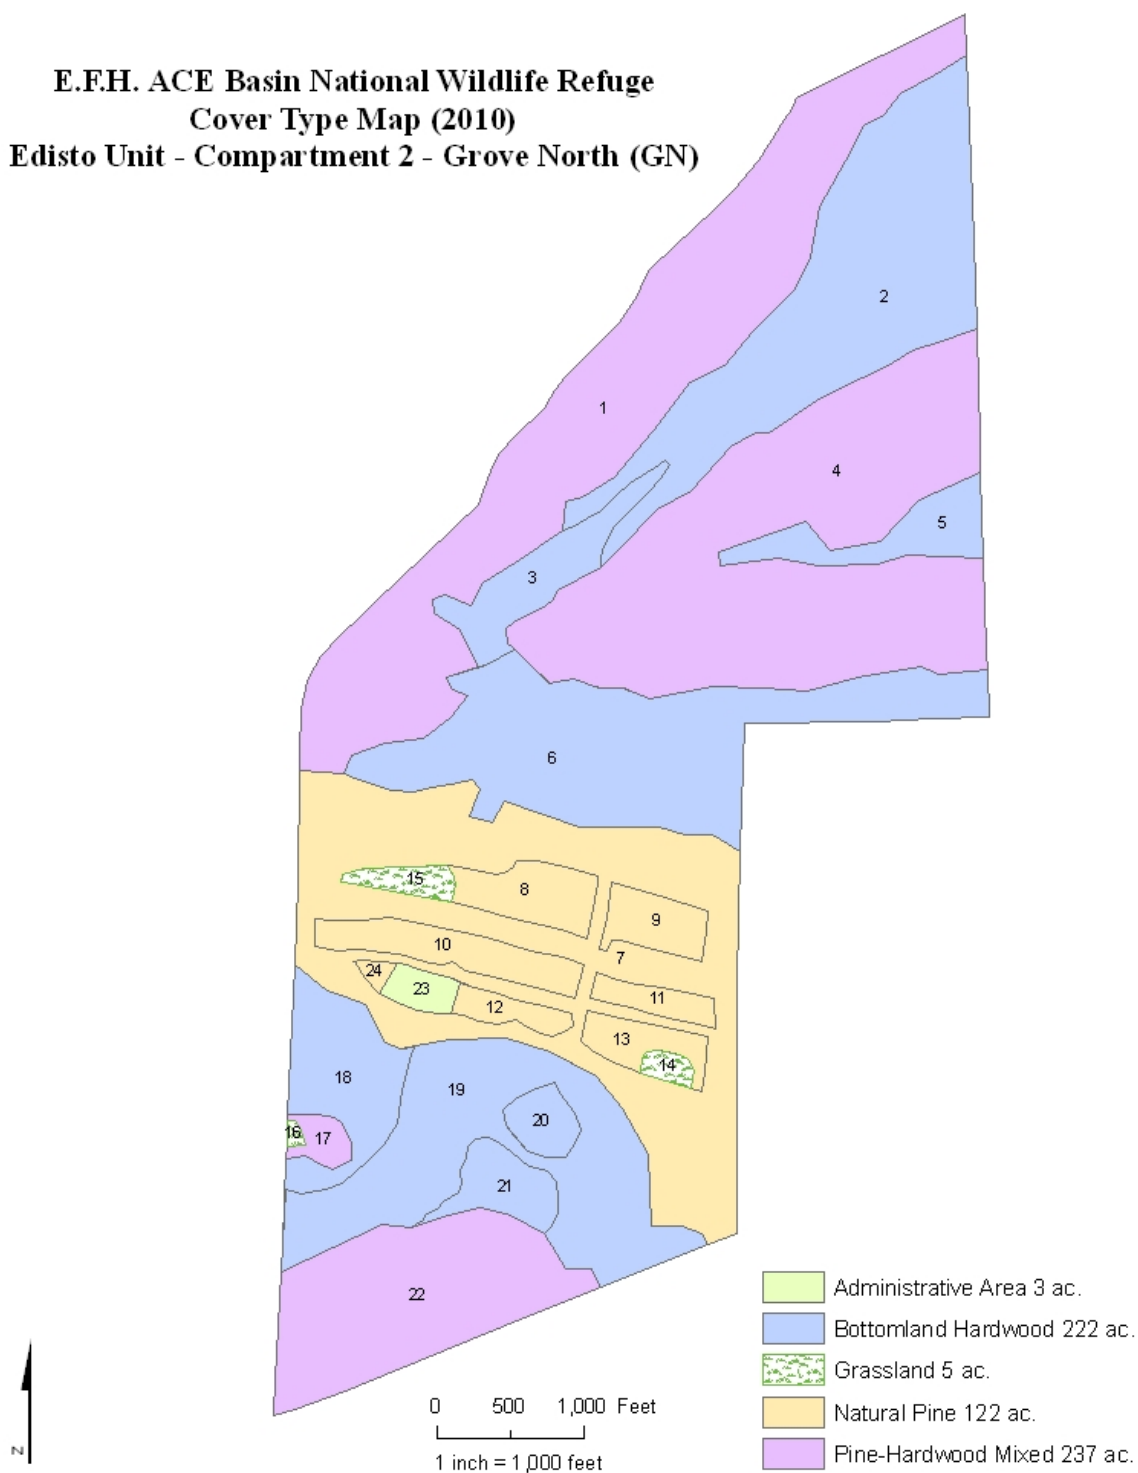 E.F.H. ACE Basin National Wildlife Refuge
Cover Type Map (2010)
Edisto Unit - Compartment 2 - Grove North (GN)
2
1
4
5
3
6
15
8
9
10
7
24
23
12
11
13
14
18
19
16
17
20
21
22
Administrative Area 3 ac.
Bottomland Hardwood 222 ac.
Grassland 5 ac.
Natural Pine 122 ac.
Pine-Hardwood Mixed 237 ac.
0 500 1,000 Feet
1 inch = 1,000 feet
N